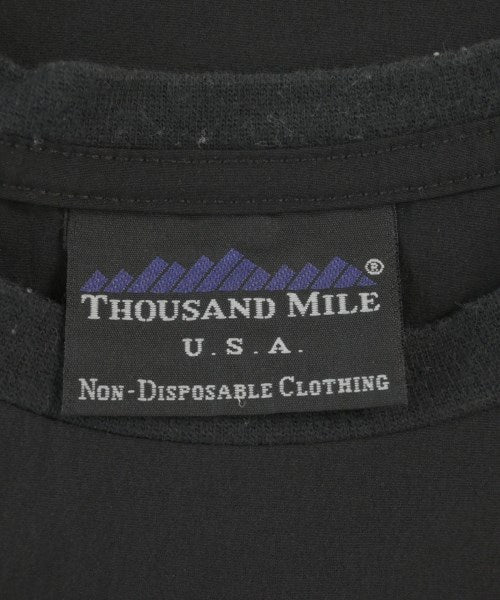 ®
THOUSAND MILE
U.S.A.
NON-DISPOSABLE CLOTHING